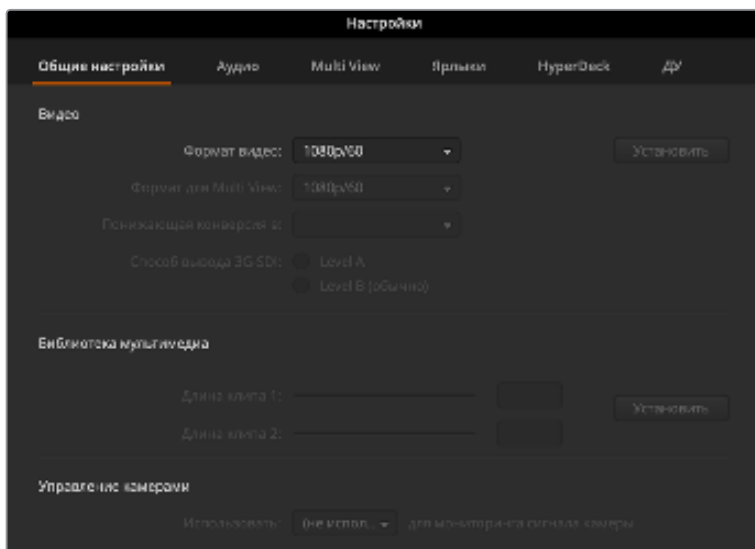 Настройки
Общие настройки Аудио Multi View Ярлыки HyperDeck ДУ
Видео
Формат видео: 1080p/60 Установить
Формат для Multi View: 1080p/60
Понижающая конверсия в:
Способ вывода 3G-SDI: Level A
Level B (обычно)
Библиотека мультимедиа
Длина клипа 1: Установить
Длина клипа 2:
Управление камерами
Использовать: (не испол... для мониторинга сигнала камеры